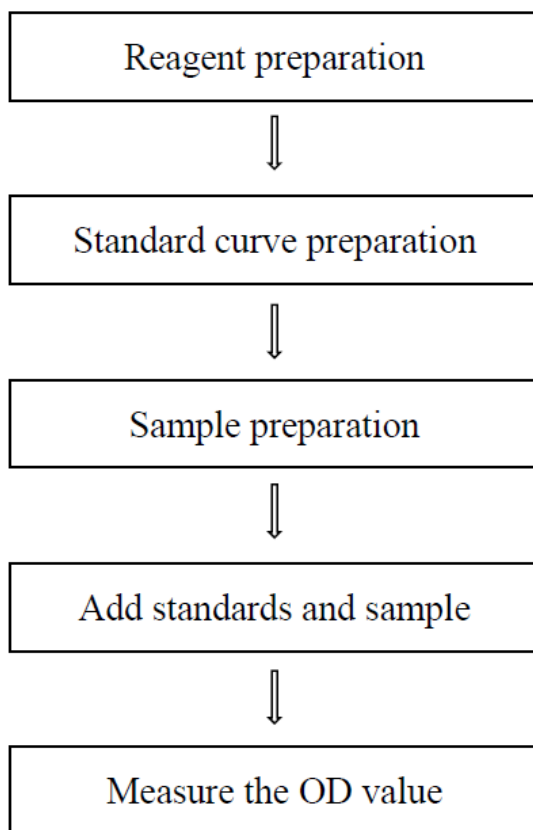 Reagent preparation
Standard curve preparation
Sample preparation
Add standards and sample
Measure the OD value